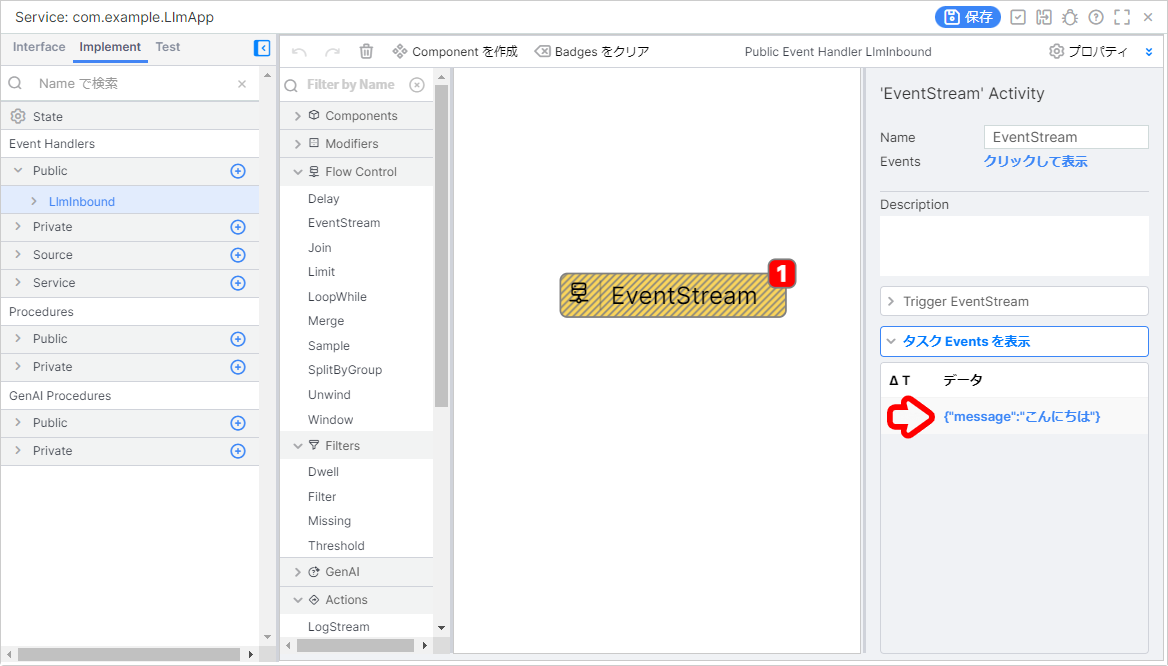 Service: com.example.LlmApp
保存
Interface
Implement
Test
Name で検索
State
Event Handlers
Public
LlmInbound
Private
Source
Service
Procedures
Public
Private
GenAI Procedures
Public
Private
Component を作成
Badges をクリア
Public Event Handler LlmInbound
プロパティ
Filter by Name
Components
Modifiers
Flow Control
Delay
EventStream
Join
Limit
LoopWhile
Merge
Sample
SplitByGroup
Unwind
Window
Filters
Dwell
Filter
Missing
Threshold
GenAI
Actions
LogStream
EventStream
1
'EventStream' Activity
Name
EventStream
Events
クリックして表示
Description
Trigger EventStream
タスク Events を表示
Δ T
データ
{"message":"こんにちは"}